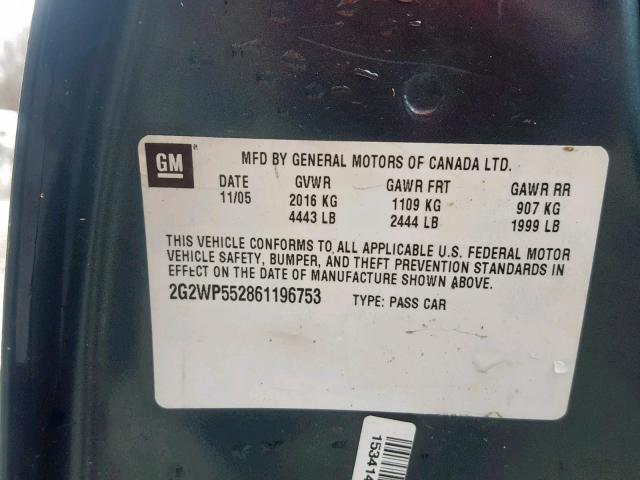 GM
MFD BY GENERAL MOTORS OF CANADA LTD.
DATE GVWR GAWR FRT GAWR RR
11/05 2016 KG 1109 KG 907 KG
4443 LB 2444 LB 1999 LB
THIS VEHICLE CONFORMS TO ALL APPLICABLE U.S. FEDERAL MOTOR
VEHICLE SAFETY, BUMPER, AND THEFT PREVENTION STANDARDS IN
EFFECT ON THE DATE OF MANUFACTURE SHOWN ABOVE.
2G2WP552861196753 TYPE: PASS CAR